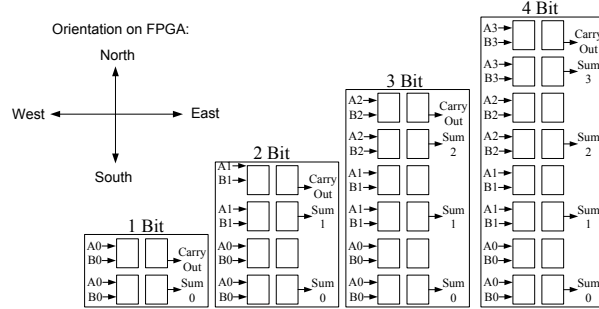 Orientation on FPGA:
North
West
East
South
1 Bit
A0
B0
Carry
Out
A0
B0
Sum
0
2 Bit
A1
B1
Carry
Out
A1
B1
Sum
1
A0
B0
A0
B0
Sum
0
3 Bit
A2
B2
Carry
Out
A2
B2
Sum
2
A1
B1
A1
B1
Sum
1
A0
B0
A0
B0
Sum
0
4 Bit
A3
B3
Carry
Out
A3
B3
Sum
3
A2
B2
A2
B2
Sum
2
A1
B1
A1
B1
Sum
1
A0
B0
A0
B0
Sum
0